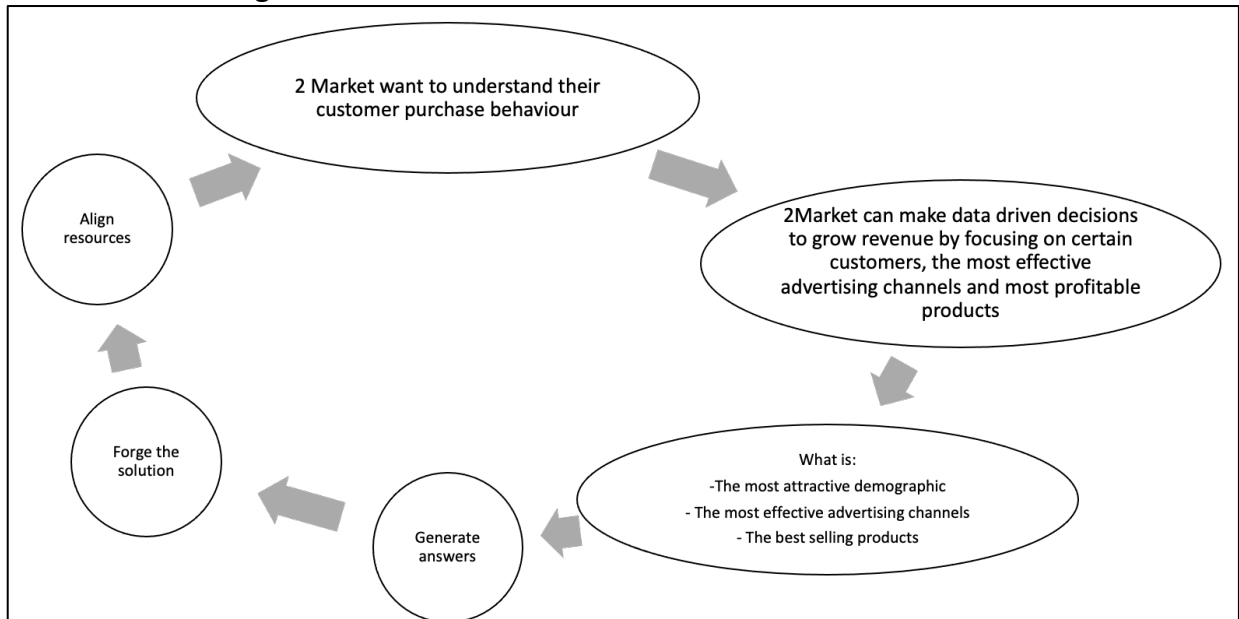 2 Market want to understand their
customer purchase behaviour
2Market can make data driven decisions
to grow revenue by focusing on certain
customers, the most effective
advertising channels and most profitable
products
What is:
-The most attractive demographic
- The most effective advertising channels
- The best selling products
Generate
answers
Forge the
solution
Align
resources